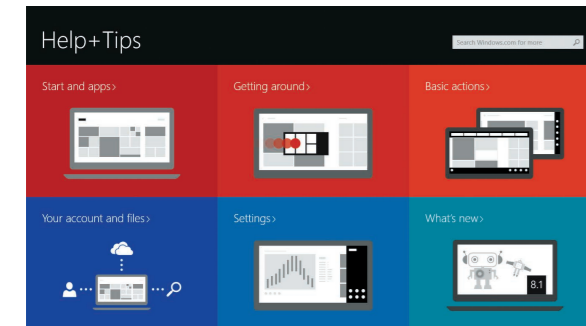 Help+Tips
Search Windows.com for more
Start and apps>
Getting around>
Basic actions>
Your account and files>
Settings>
What's new>
8.1